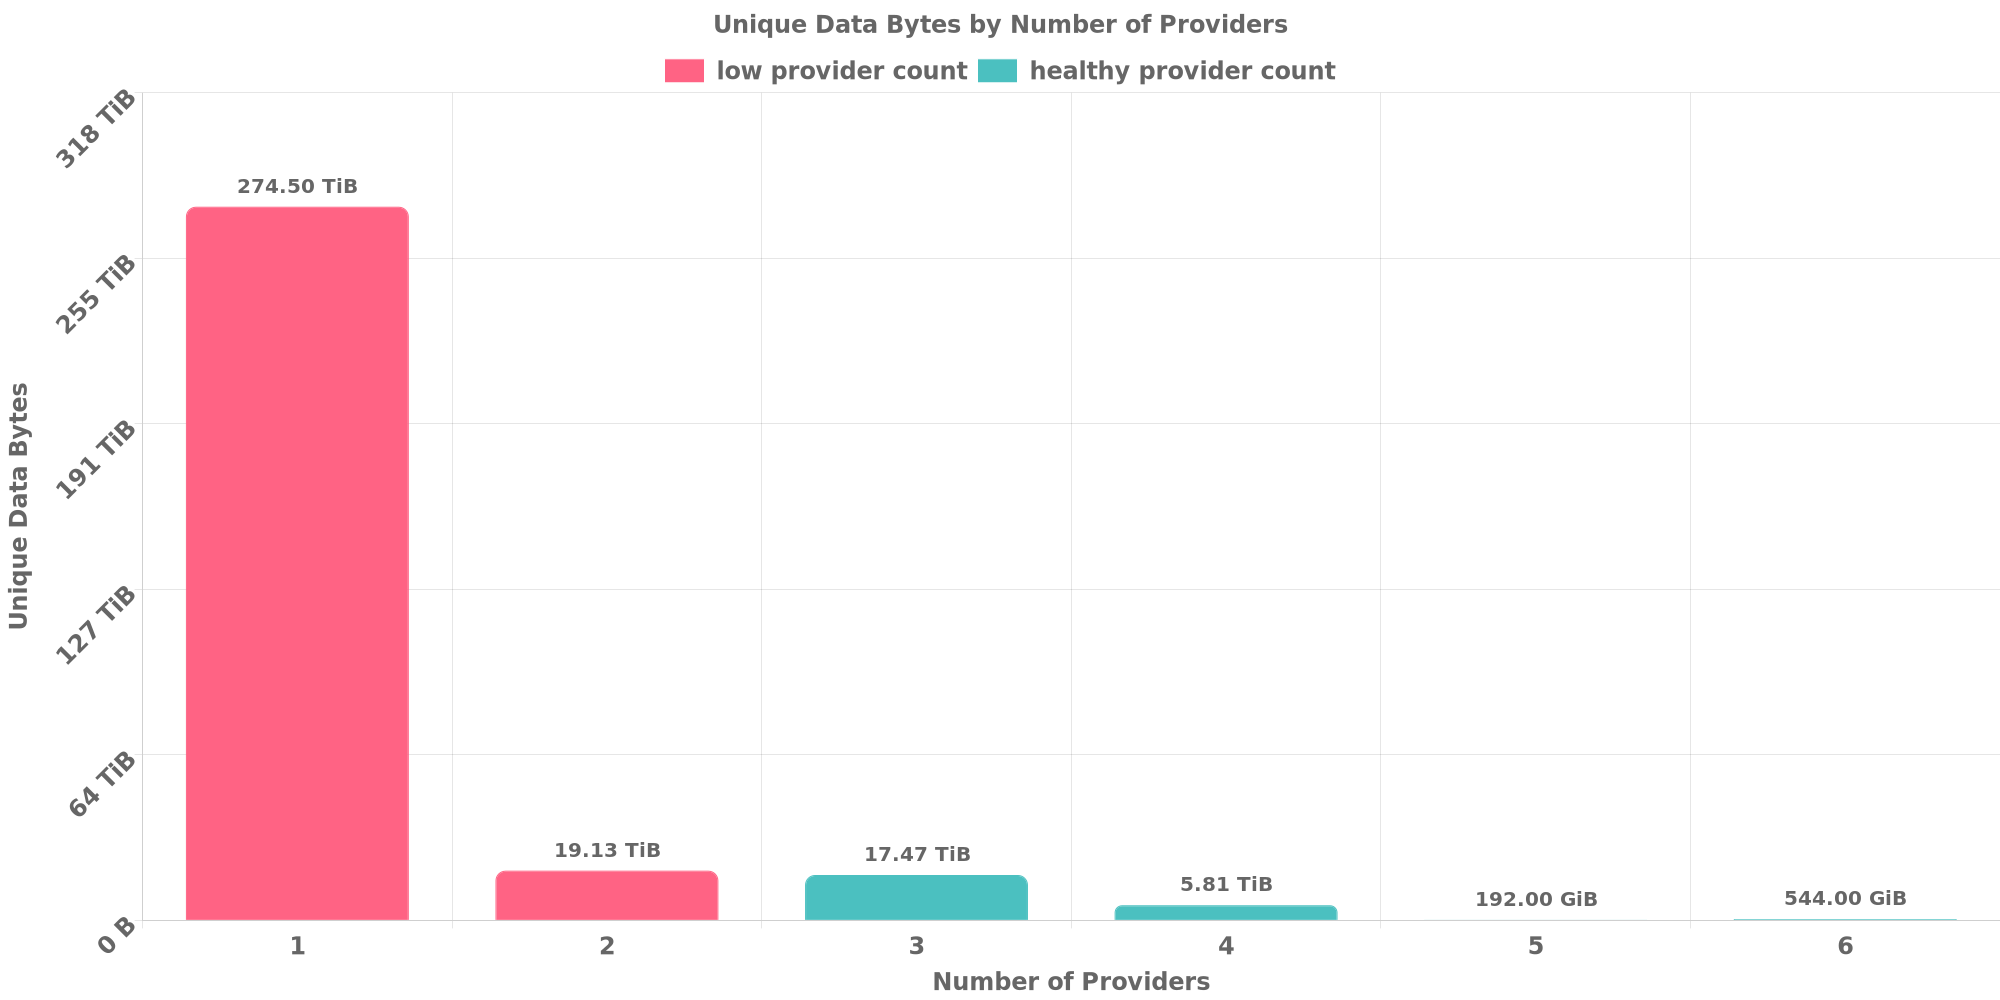 Unique Data Bytes by Number of Providers
low provider count healthy provider count
318 TiB
255 TiB
191 TiB
127 TiB
64 TiB
0 B
Unique Data Bytes
274.50 TiB
19.13 TiB
17.47 TiB
5.81 TiB
192.00 GiB
544.00 GiB
1 2 3 4 5 6
Number of Providers